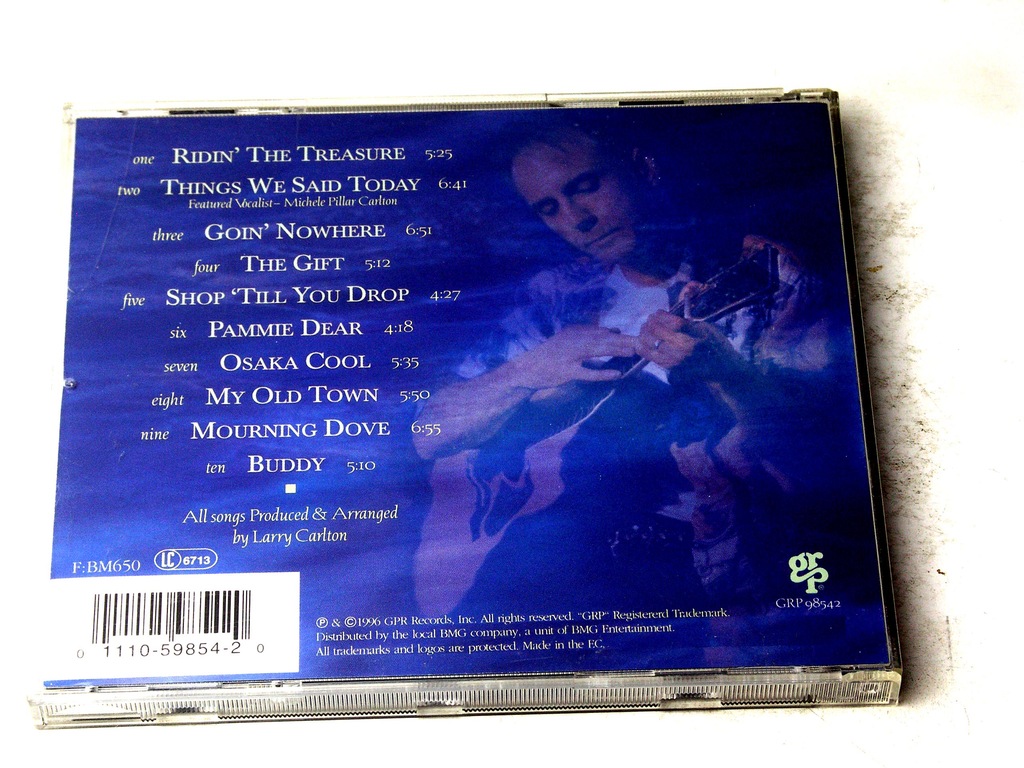 one RIDIN' THE TREASURE 5:25
two THINGS WE SAID TODAY 6:41
Featured Vocalist– Michele Pillar Carlton
three GOIN' NOWHERE 6:51
four THE GIFT 5:12
five SHOP 'TILL YOU DROP 4:27
six PAMMIE DEAR 4:18
seven OSAKA COOL 5:35
eight MY OLD TOWN 5:50
nine MOURNING DOVE 6:55
ten BUDDY 5:10
All songs Produced & Arranged
by Larry Carlton
F:BM650 LC 6713
0 1110-59854-2 0
℗ & ©1996 GPR Records, Inc. All rights reserved. "GRP" Registererd Trademark.
Distributed by the local BMG company, a unit of BMG Entertainment.
All trademarks and logos are protected. Made in the EC.
grp ®
GRP 98542